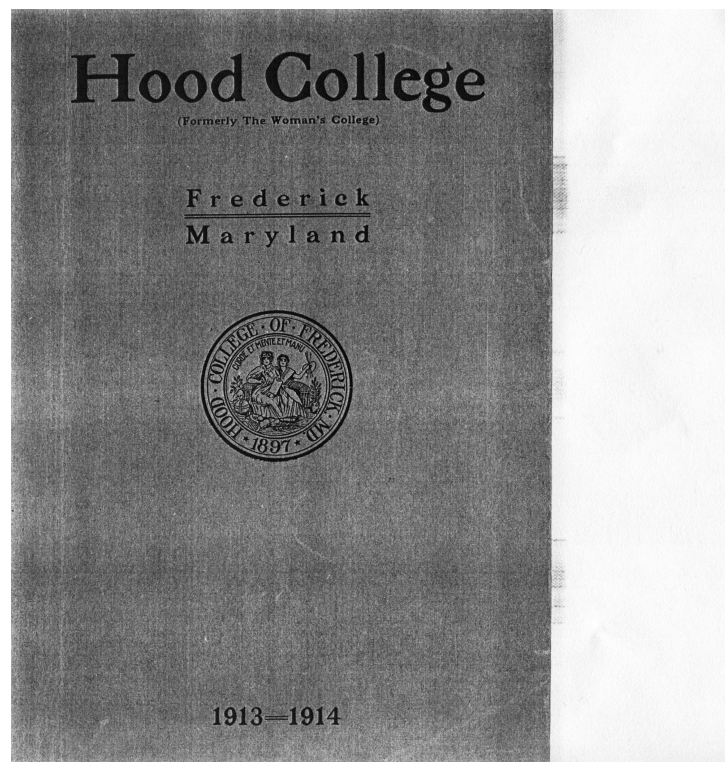 Hood College
(Formerly The Woman's College)
Frederick
Maryland
HOOD · COLLEGE · OF · FREDERICK · MD
CORDE ET MENTE ET MANU
★ 1897 ★
1913—1914